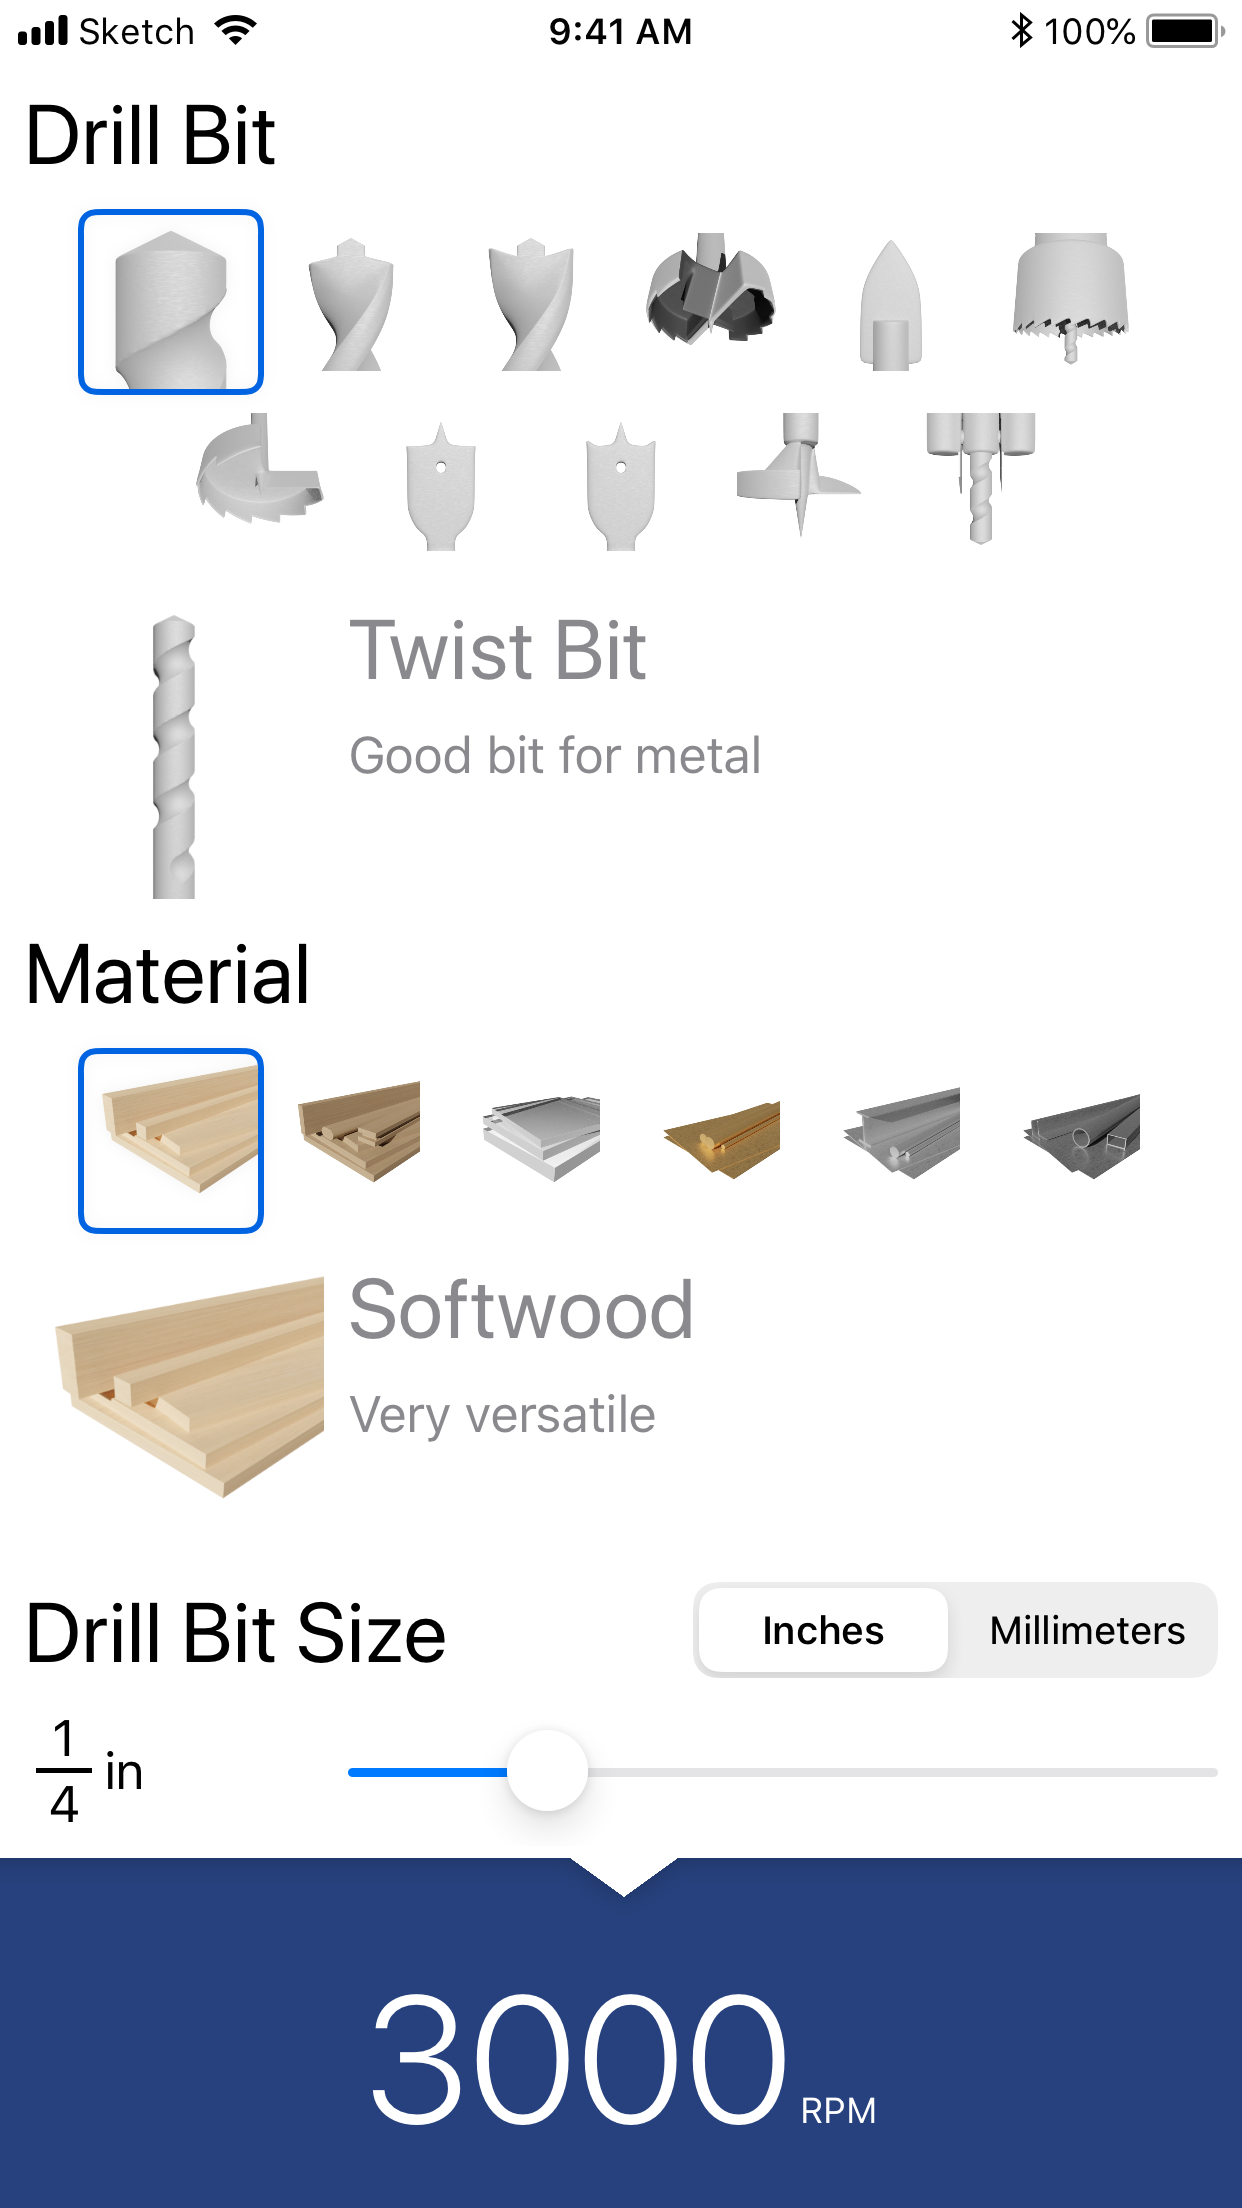 Sketch 9:41 AM 100%
Drill Bit
Twist Bit
Good bit for metal
Material
Softwood
Very versatile
Drill Bit Size Inches Millimeters
1
4 in
3000 RPM